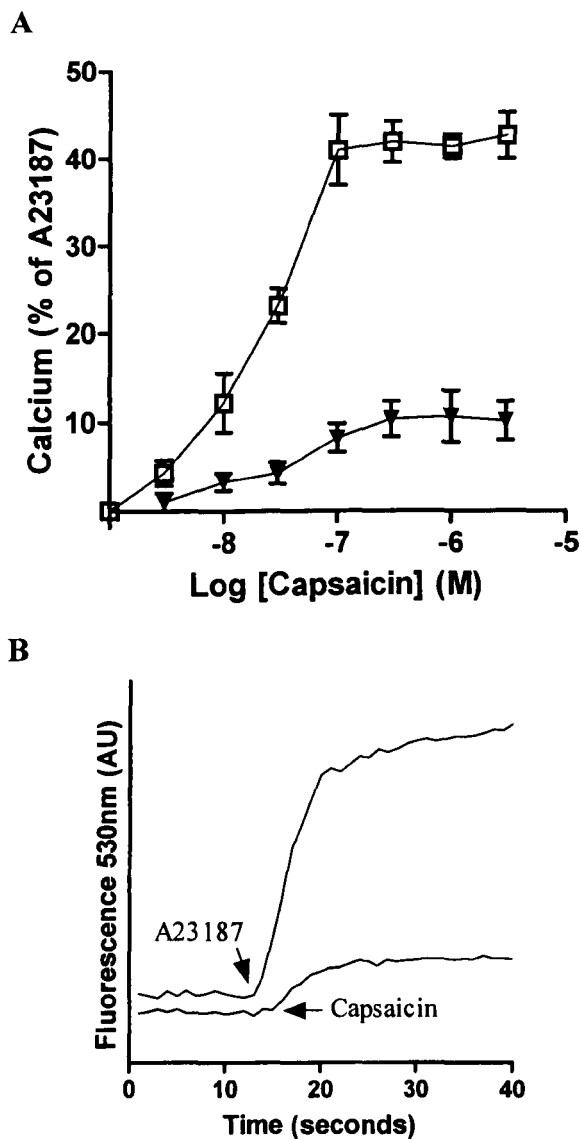 A
50
40
30
20
10
Calcium (% of A23187)
-8
-7
-6
-5
Log [Capsaicin] (M)
B
Fluorescence 530nm (AU)
A23187
Capsaicin
0
10
20
30
40
Time (seconds)